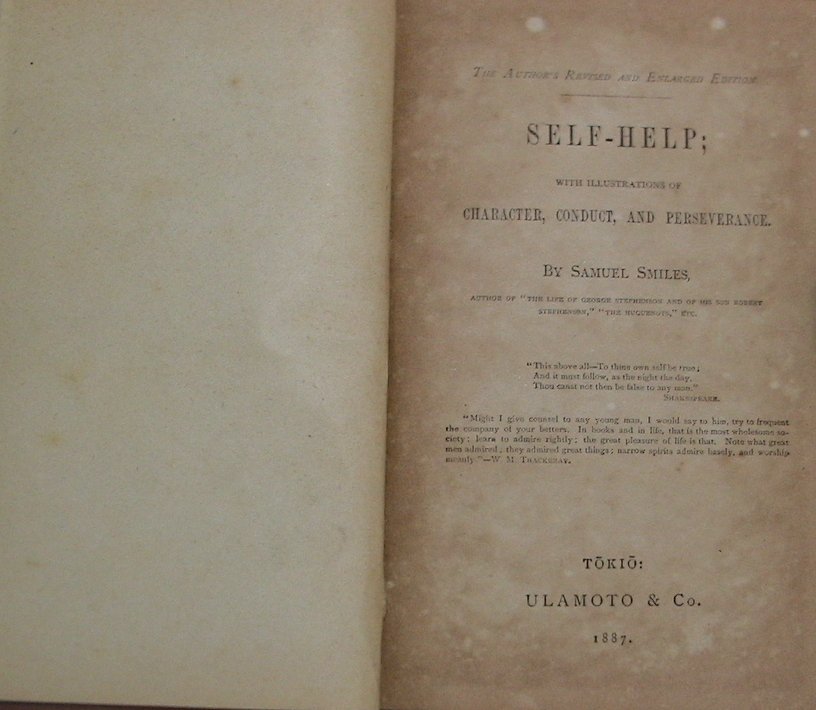 The Author's Revised and Enlarged Edition.
SELF-HELP;
WITH ILLUSTRATIONS OF
CHARACTER, CONDUCT, AND PERSEVERANCE.
By Samuel Smiles,
AUTHOR OF "THE LIFE OF GEORGE STEPHENSON AND OF HIS SON ROBERT
STEPHENSON," "THE HUGUENOTS," ETC.
"This above all—To thine own self be true;
And it must follow, as the night the day,
Thou canst not then be false to any man."
Shakespeare.
"Might I give counsel to any young man, I would say to him, try to frequent
the company of your betters. In books and in life, that is the most wholesome so-
ciety; learn to admire rightly; the great pleasure of life is that. Note what great
men admired; they admired great things; narrow spirits admire basely, and worship
meanly."—W. M. Thackeray.
TŌKIŌ:
ULAMOTO & Co.
1887.